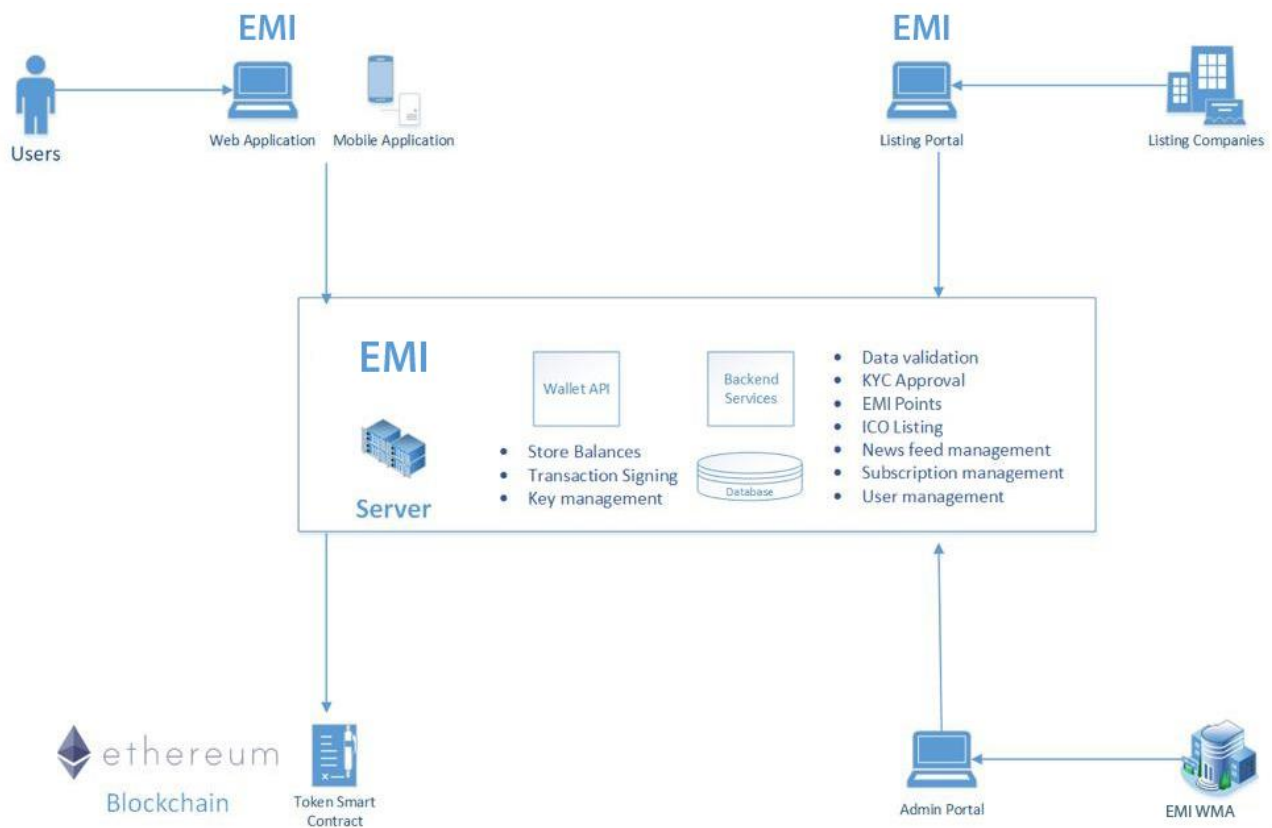 EMI
EMI
Users
Web Application
Mobile Application
Listing Portal
Listing Companies
EMI
Server
Wallet API
• Store Balances
• Transaction Signing
• Key management
Backend
Services
Database
• Data validation
• KYC Approval
• EMI Points
• ICO Listing
• News feed management
• Subscription management
• User management
ethereum
Blockchain
Token Smart
Contract
Admin Portal
EMI WMA